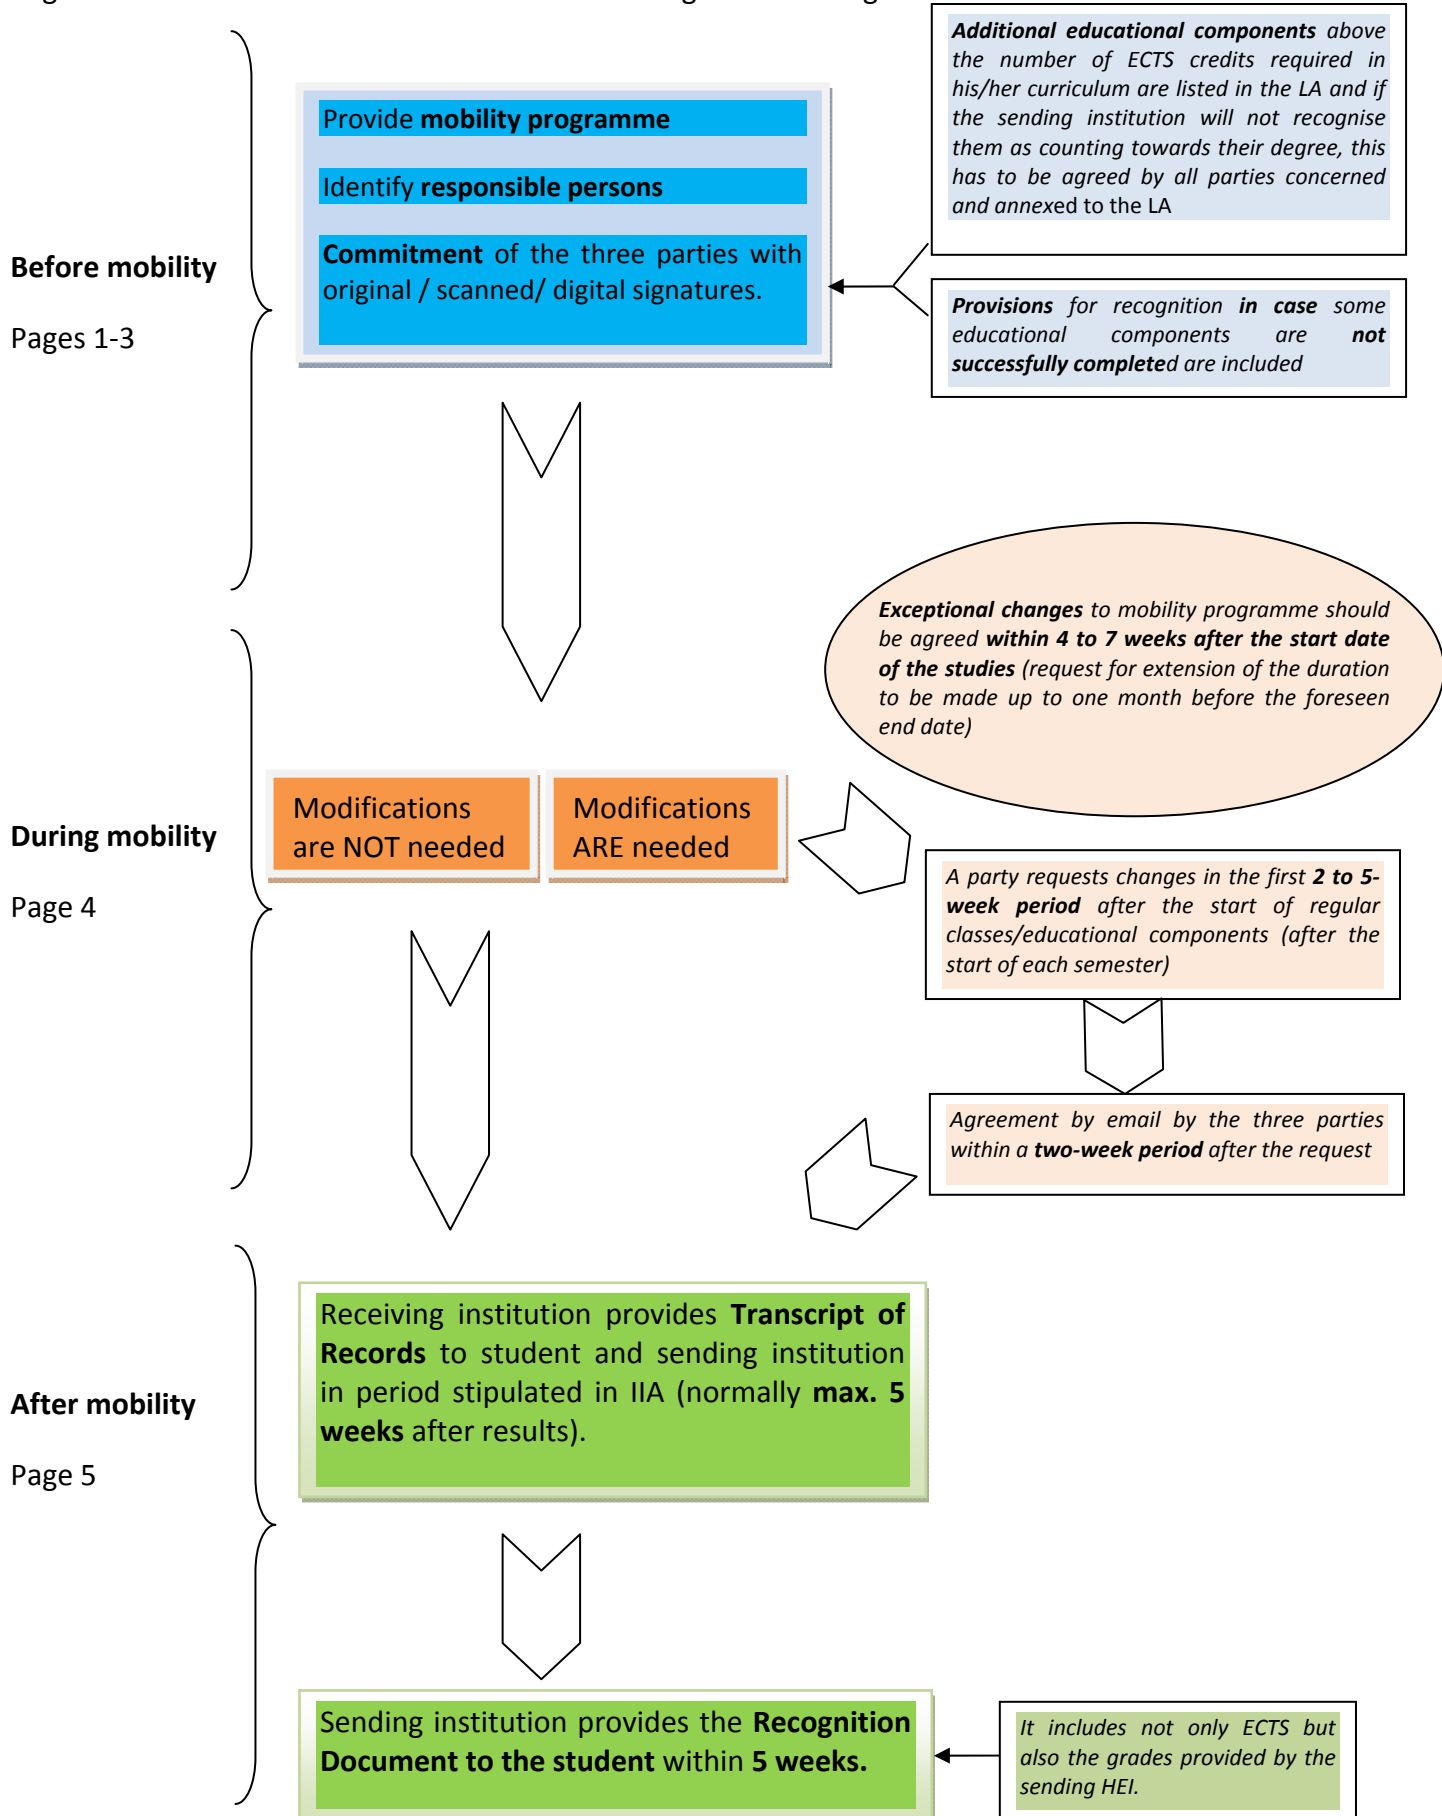 Additional educational components above
the number of ECTS credits required in
his/her curriculum are listed in the LA and if
the sending institution will not recognise
them as counting towards their degree, this
has to be agreed by all parties concerned
and annexed to the LA
Provide mobility programme
Identify responsible persons
Commitment of the three parties with
original / scanned/ digital signatures.
Before mobility
Pages 1-3
Provisions for recognition in case some
educational components are not
successfully completed are included
Exceptional changes to mobility programme should
be agreed within 4 to 7 weeks after the start date
of the studies (request for extension of the duration
to be made up to one month before the foreseen
end date)
During mobility
Page 4
Modifications
are NOT needed
Modifications
ARE needed
A party requests changes in the first 2 to 5-
week period after the start of regular
classes/educational components (after the
start of each semester)
Agreement by email by the three parties
within a two-week period after the request
After mobility
Page 5
Receiving institution provides Transcript of
Records to student and sending institution
in period stipulated in IIA (normally max. 5
weeks after results).
Sending institution provides the Recognition
Document to the student within 5 weeks.
It includes not only ECTS but
also the grades provided by the
sending HEI.